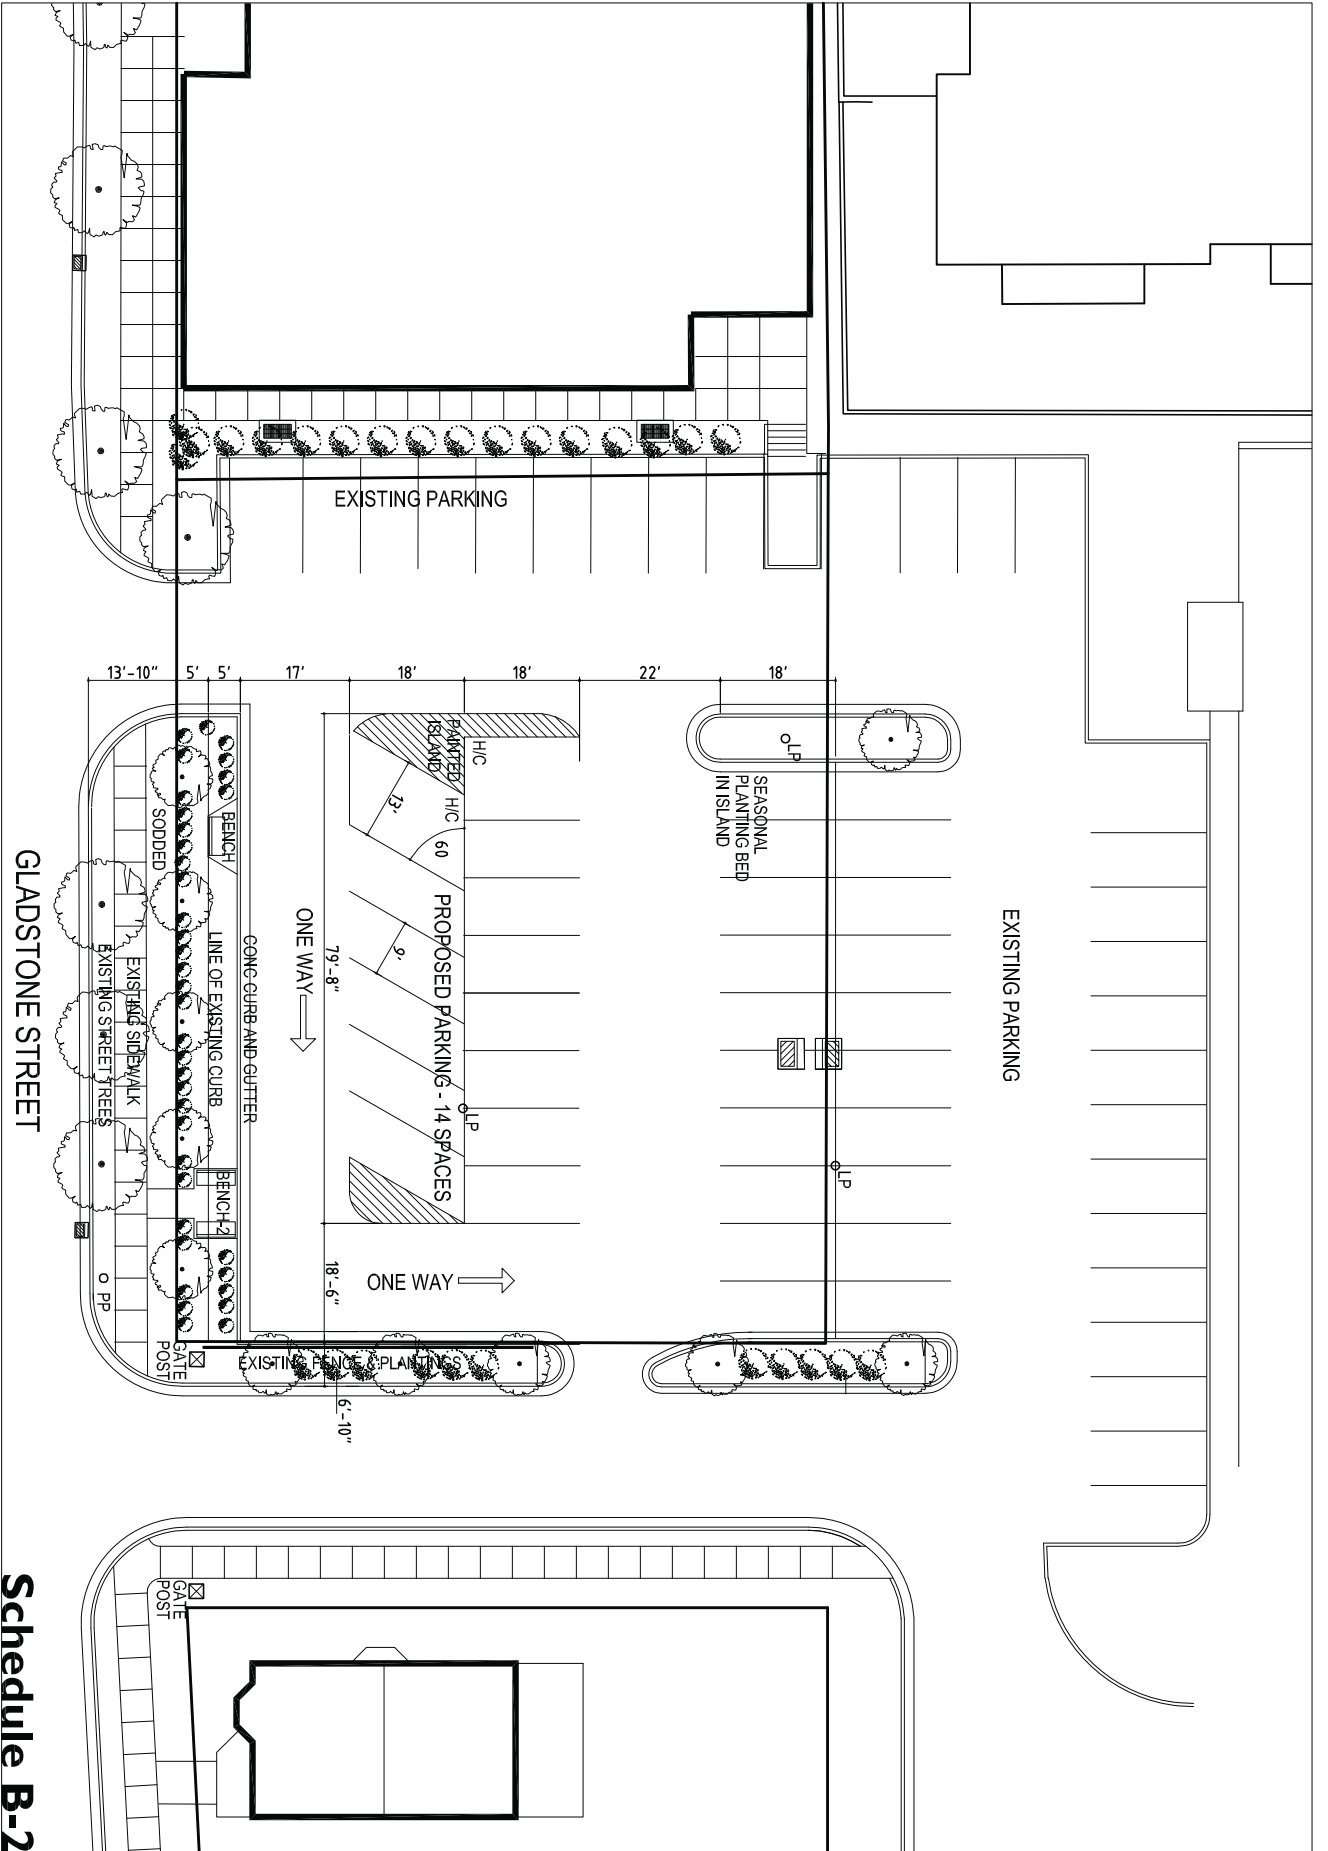 EXISTING PARKING
13'-10"
5'
5'
17'
18'
18'
22'
18'
PAINTED
ISLAND
H/C
H/C
13'
60
9'
LP
SEASONAL
PLANTING BED
IN ISLAND
SODDED
BENCH
ONE WAY
79'-8"
PROPOSED PARKING - 14 SPACES
LP
LP
EXISTING PARKING
GLADSTONE STREET
EXISTING STREET TREES
EXISTING SIDEWALK
LINE OF EXISTING CURB
CONC CURB AND GUTTER
BENCH-2
PP
18'-6"
ONE WAY
GATE
POST
EXISTING FENCE & PLANTINGS
6'-10"
GATE
POST
Schedule B-2